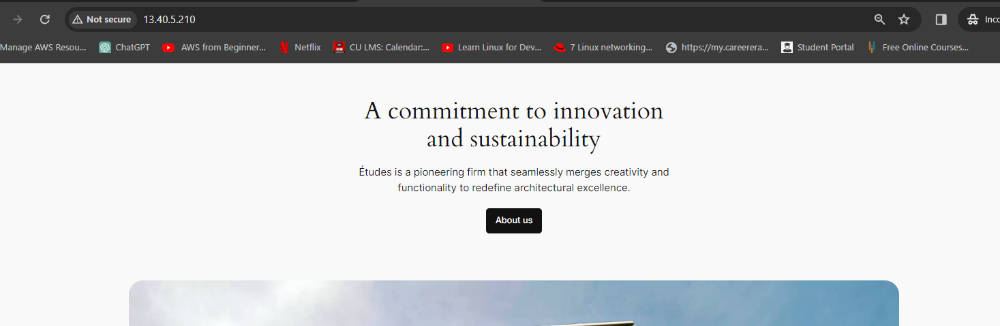 Not secure 13.40.5.210
Manage AWS Resou... ChatGPT AWS from Beginner... Netflix CU LMS: Calendar:... Learn Linux for Dev... 7 Linux networking... https://my.careerera... Student Portal Free Online Courses...
A commitment to innovation
and sustainability
Études is a pioneering firm that seamlessly merges creativity and
functionality to redefine architectural excellence.
About us